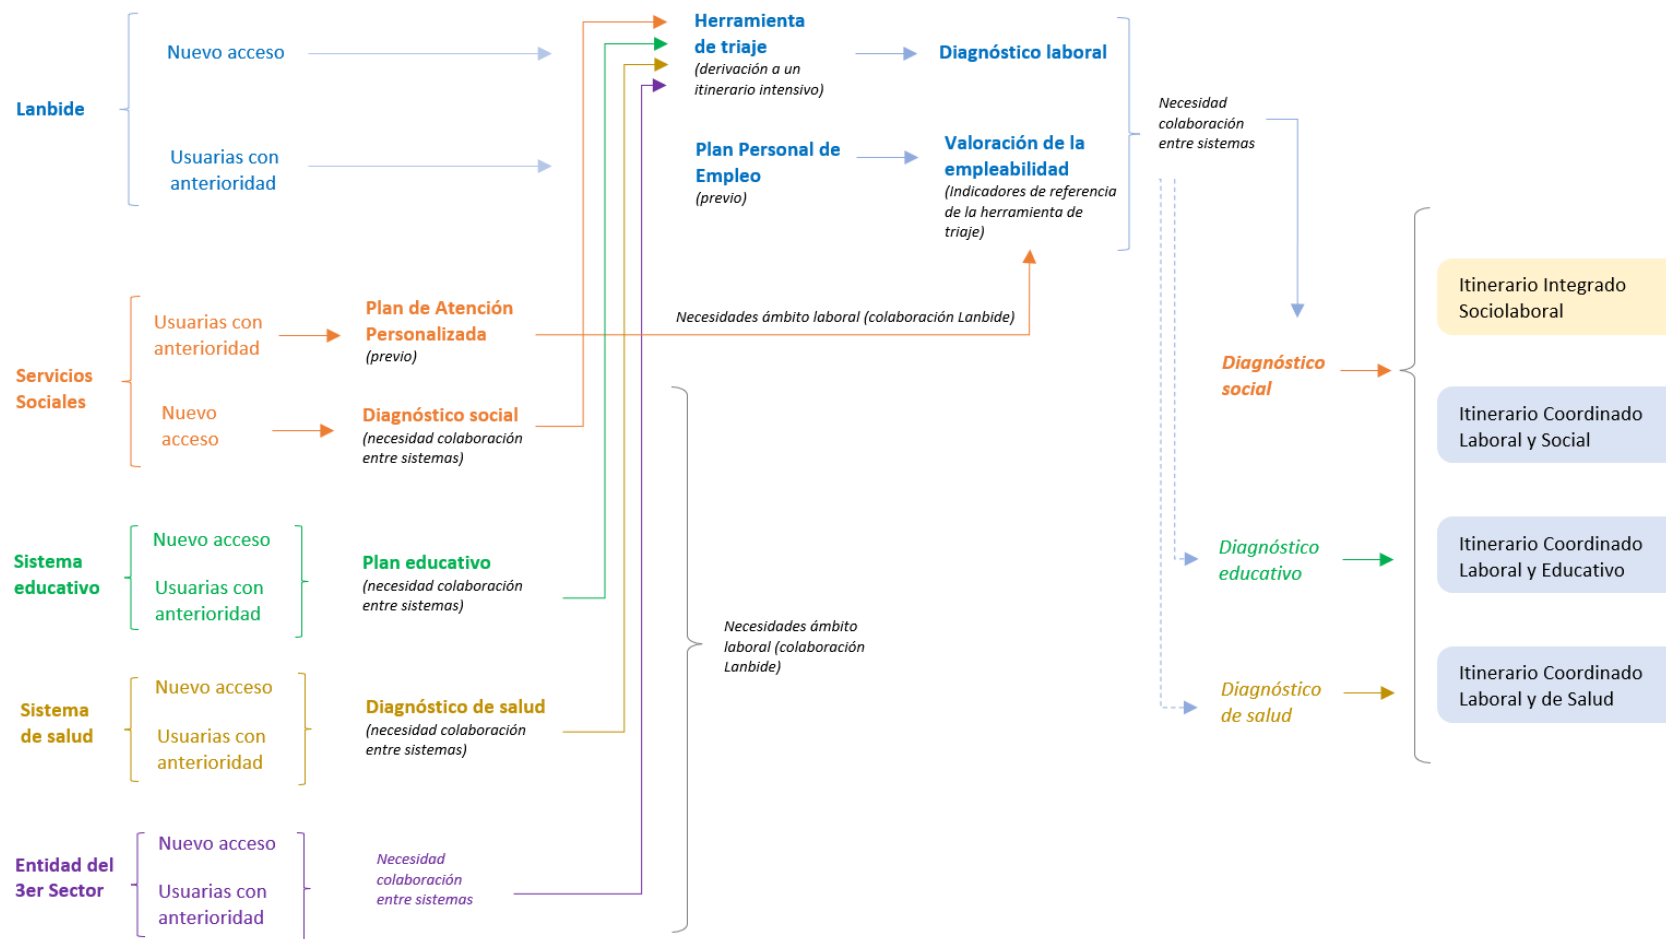 Lanbide
Nuevo acceso
Usuarias con
anterioridad
Herramienta
de triaje
(derivación a un
itinerario intensivo)
Diagnóstico laboral
Plan Personal de
Empleo
(previo)
Valoración de la
empleabilidad
(Indicadores de referencia
de la herramienta de
triaje)
Necesidad
colaboración
entre sistemas
Servicios
Sociales
Usuarias con
anterioridad
Plan de Atención
Personalizada
(previo)
Necesidades ámbito laboral (colaboración Lanbide)
Nuevo
acceso
Diagnóstico social
(necesidad colaboración
entre sistemas)
Sistema
educativo
Nuevo acceso
Usuarias con
anterioridad
Plan educativo
(necesidad colaboración
entre sistemas)
Sistema
de salud
Nuevo acceso
Usuarias con
anterioridad
Diagnóstico de salud
(necesidad colaboración
entre sistemas)
Entidad del
3er Sector
Nuevo acceso
Usuarias con
anterioridad
Necesidad
colaboración
entre sistemas
Necesidades ámbito
laboral (colaboración
Lanbide)
Diagnóstico
social
Diagnóstico
educativo
Diagnóstico
de salud
Itinerario Integrado
Sociolaboral
Itinerario Coordinado
Laboral y Social
Itinerario Coordinado
Laboral y Educativo
Itinerario Coordinado
Laboral y de Salud